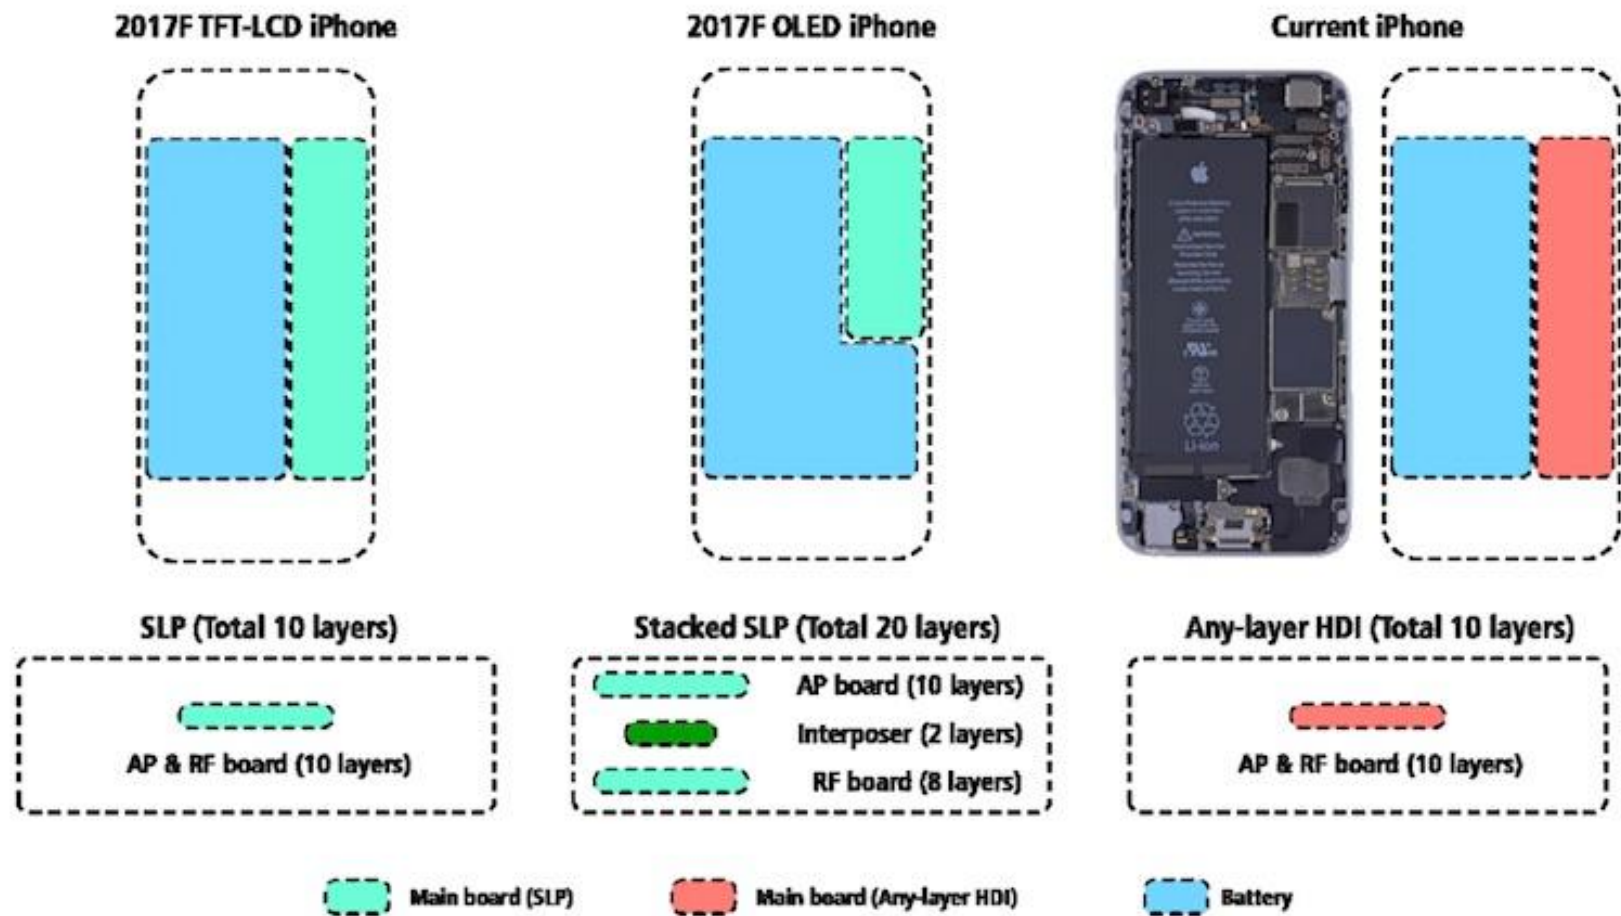 2017F TFT-LCD iPhone
2017F OLED iPhone
Current iPhone
Li-ion
SLP (Total 10 layers)
Stacked SLP (Total 20 layers)
Any-layer HDI (Total 10 layers)
AP & RF board (10 layers)
AP board (10 layers)
Interposer (2 layers)
RF board (8 layers)
AP & RF board (10 layers)
Main board (SLP)
Main board (Any-layer HDI)
Battery